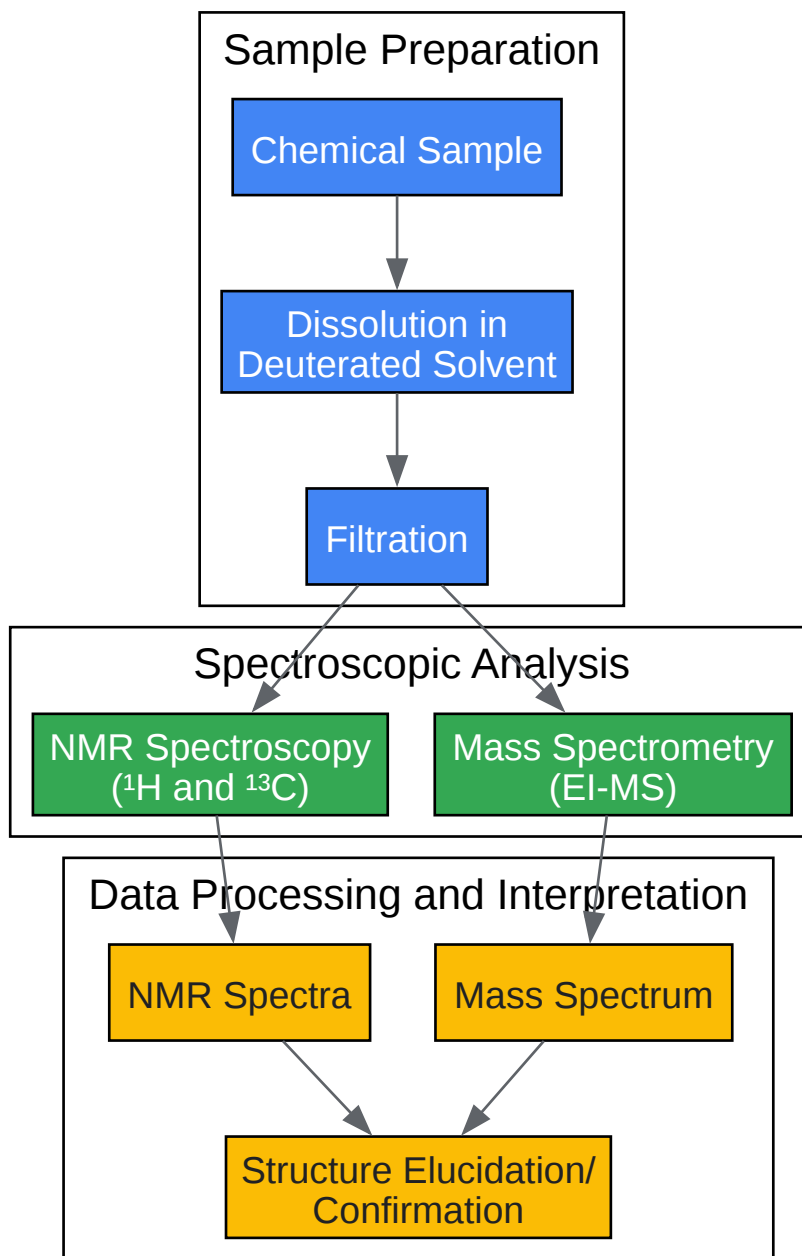 Sample Preparation
Chemical Sample
Dissolution in
Deuterated Solvent
Filtration
Spectroscopic Analysis
NMR Spectroscopy
(¹H and ¹³C)
Mass Spectrometry
(EI-MS)
Data Processing and Interpretation
NMR Spectra
Mass Spectrum
Structure Elucidation/
Confirmation